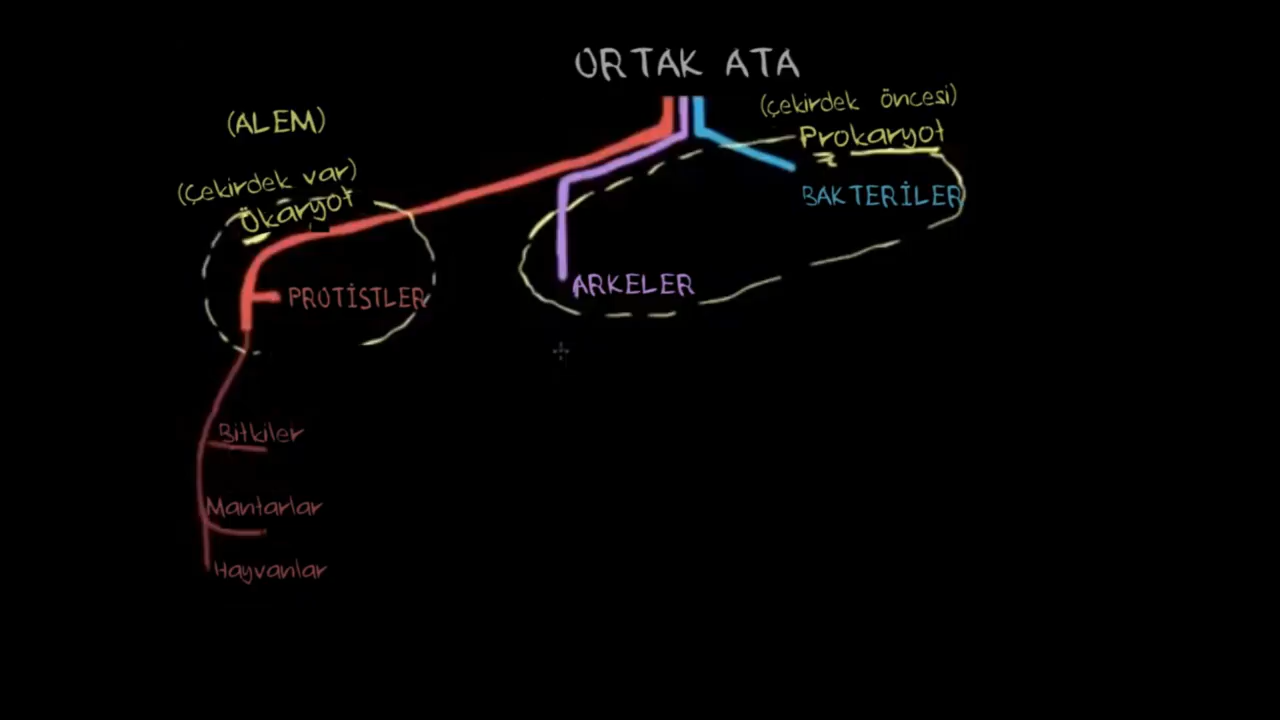 ORTAK ATA
(çekirdek öncesi)
Prokaryot
BAKTERİLER
(ALEM)
(çekirdek var)
Ökaryot
PROTİSTLER
ARKELER
Bitkiler
Mantarlar
Hayvanlar